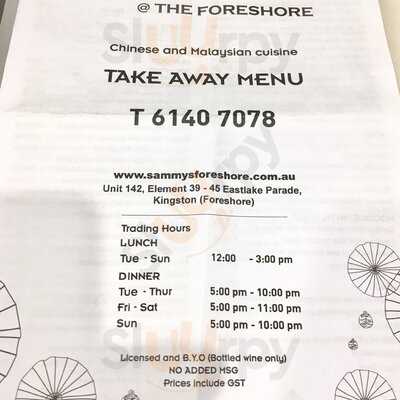 @ THE FORESHORE
Chinese and Malaysian cuisine
TAKE AWAY MENU
T 6140 7078
www.sammysforeshore.com.au
Unit 142, Element 39 - 45 Eastlake Parade,
Kingston (Foreshore)
Trading Hours
LUNCH
Tue - Sun 12:00 - 3:00 pm
DINNER
Tue - Thur 5:00 pm - 10:00 pm
Fri - Sat 5:00 pm - 11:00 pm
Sun 5:00 pm - 10:00 pm
Licensed and B.Y.O (Bottled wine only)
NO ADDED MSG
Prices include GST
Slurrpy
Slurrpy
Slurrpy